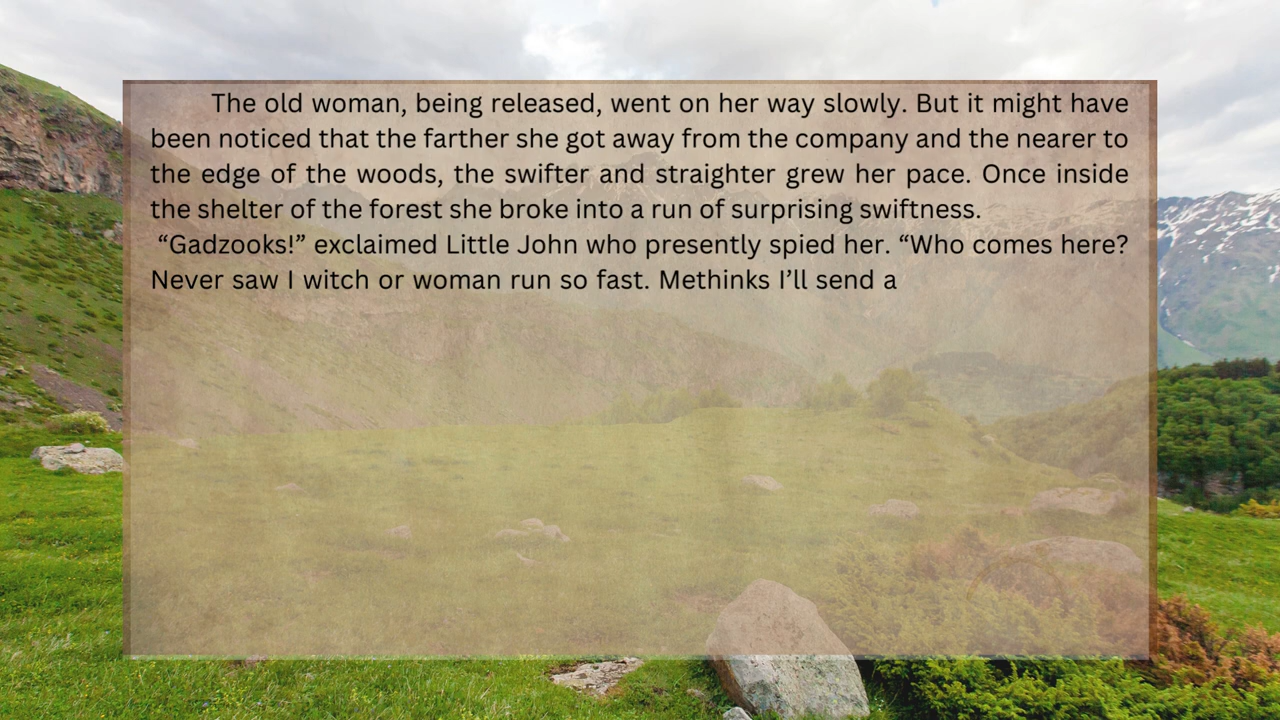 The old woman, being released, went on her way slowly. But it might have
been noticed that the farther she got away from the company and the nearer to
the edge of the woods, the swifter and straighter grew her pace. Once inside
the shelter of the forest she broke into a run of surprising swiftness.
“Gadzooks!” exclaimed Little John who presently spied her. “Who comes here?
Never saw I witch or woman run so fast. Methinks I’ll send a